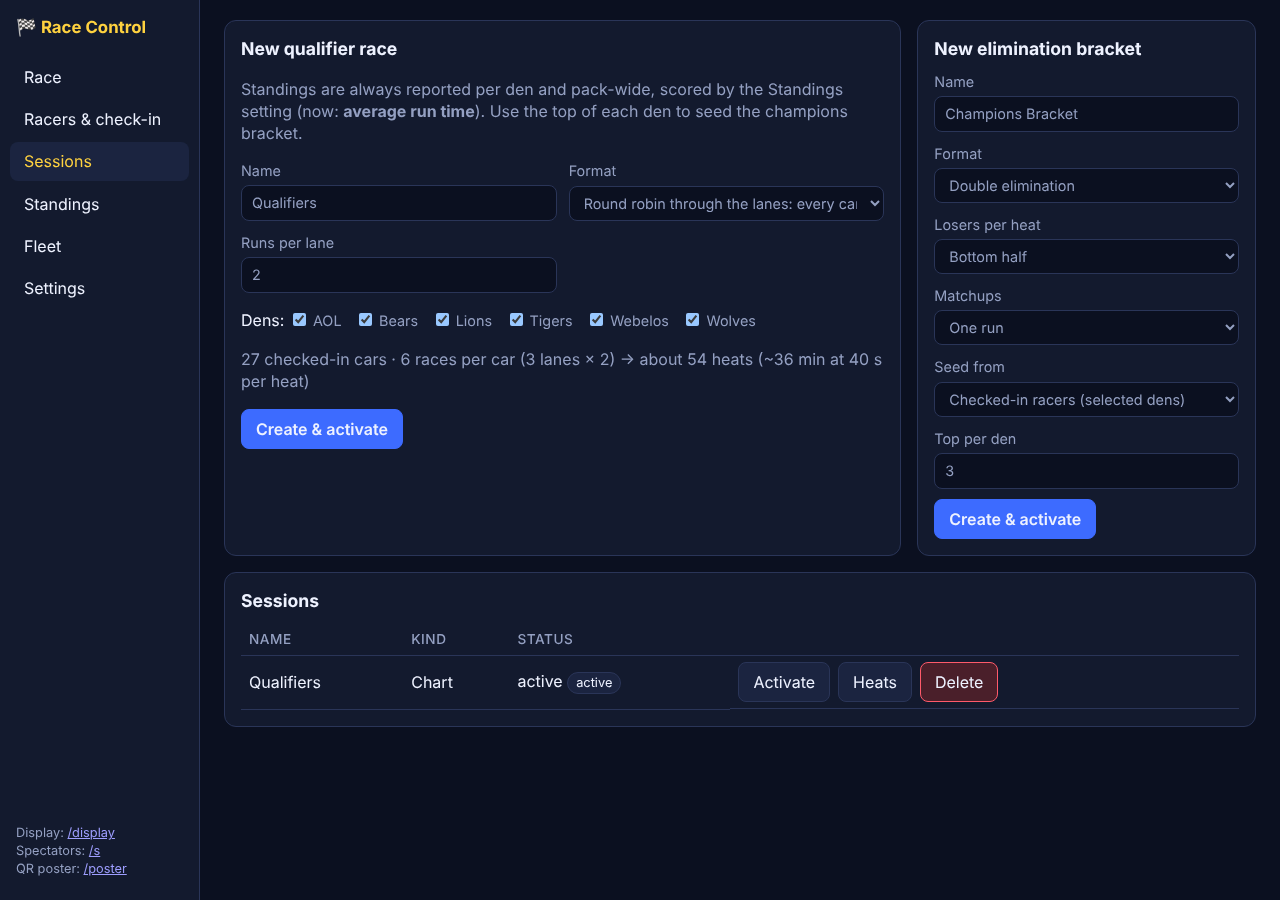 🏁 Race Control
Race
Racers & check-in
Sessions
Standings
Fleet
Settings
Display: /display
Spectators: /s
QR poster: /poster
New qualifier race
Standings are always reported per den and pack-wide, scored by the Standings
setting (now: average run time). Use the top of each den to seed the champions
bracket.
Name
Format
Qualifiers
Round robin through the lanes: every car
Runs per lane
2
Dens: AOL Bears Lions Tigers Webelos Wolves
27 checked-in cars · 6 races per car (3 lanes × 2) → about 54 heats (~36 min at 40 s
per heat)
Create & activate
New elimination bracket
Name
Champions Bracket
Format
Double elimination
Losers per heat
Bottom half
Matchups
One run
Seed from
Checked-in racers (selected dens)
Top per den
3
Create & activate
Sessions
NAME KIND STATUS
Qualifiers Chart active active Activate Heats Delete